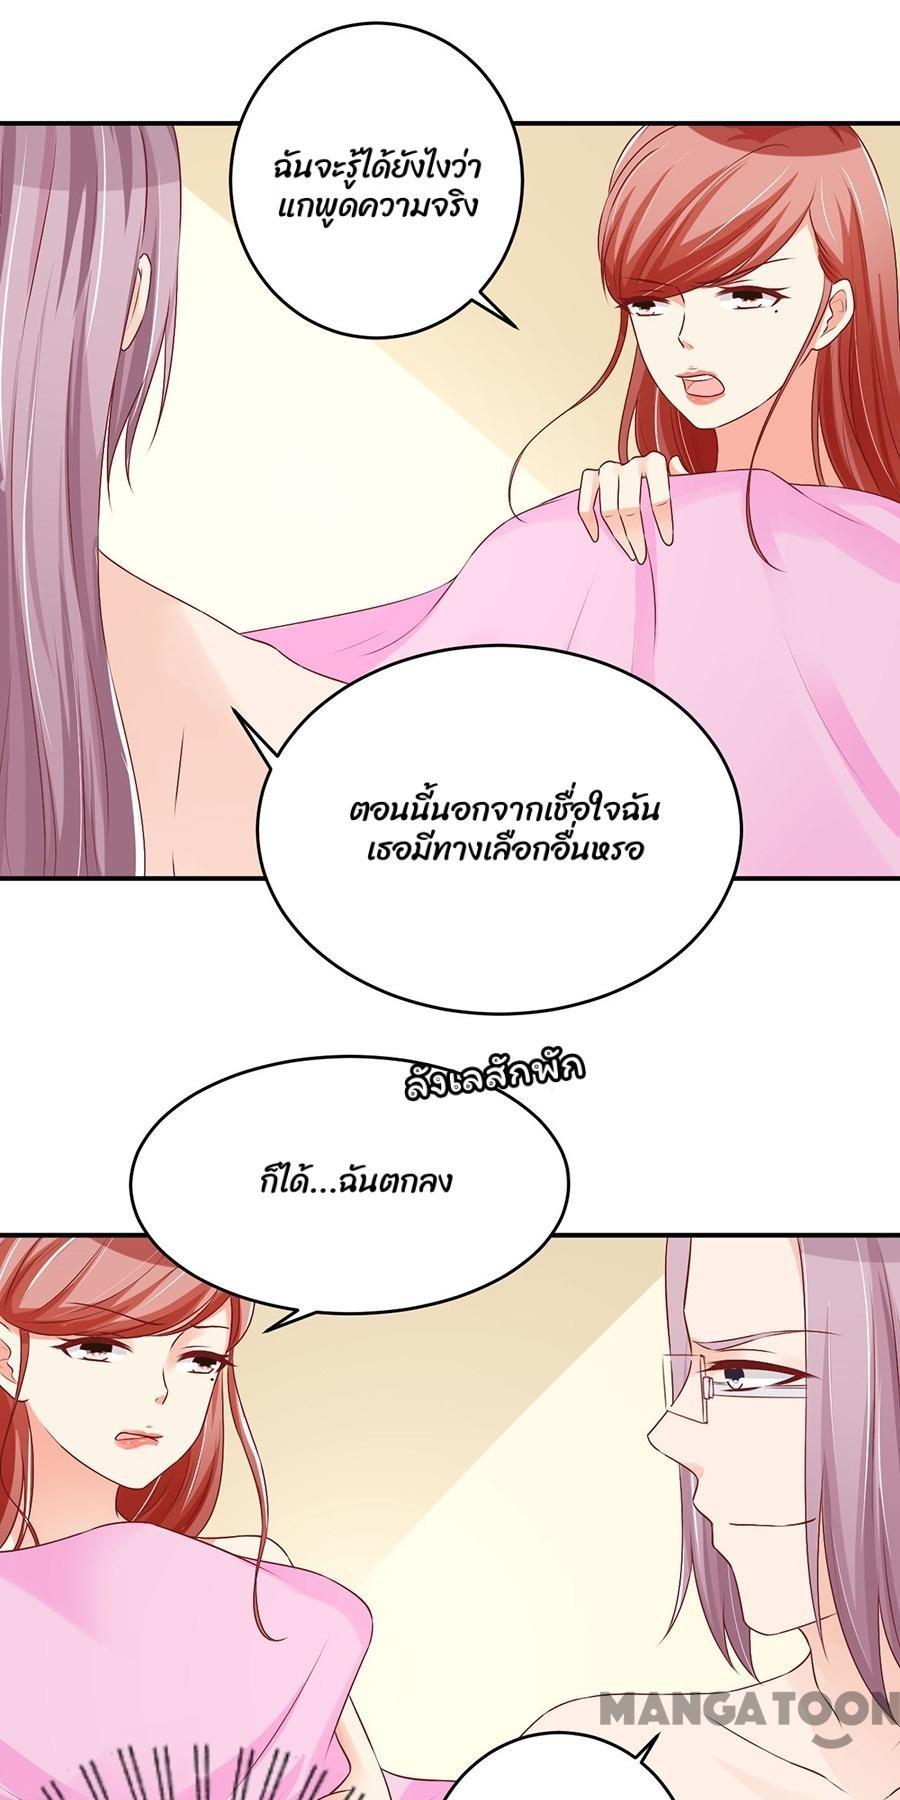 ฉันจะรู้ได้ยังไงว่า
แกพูดความจริง
ตอนนี้นอกจากเชื่อใจฉัน
เธอมีทางเลือกอื่นหรอ
ลังเลสักพัก
ก็ได้...ฉันตกลง
MANGATOON